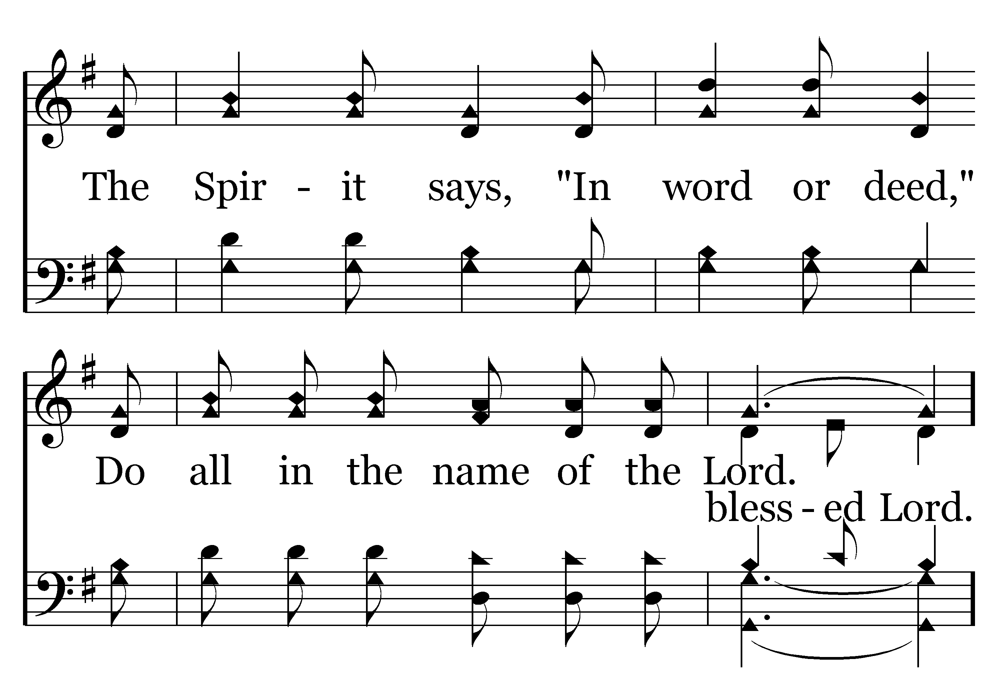 The Spir - it says, "In word or deed,"
Do all in the name of the Lord.
bless - ed Lord.